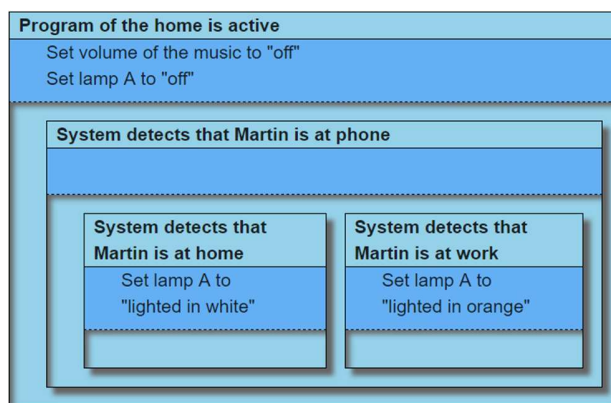 Program of the home is active
Set volume of the music to "off"
Set lamp A to "off"
System detects that Martin is at phone
System detects that
Martin is at home
Set lamp A to
"lighted in white"
System detects that
Martin is at work
Set lamp A to
"lighted in orange"